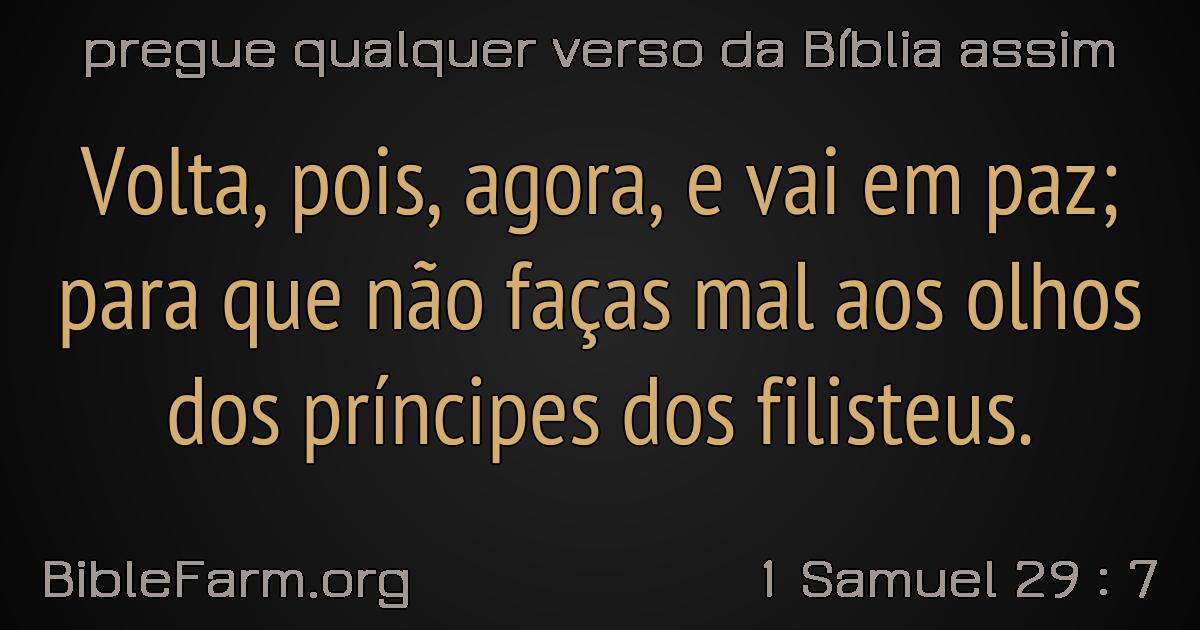 pregue qualquer verso da Bíblia assim
Volta, pois, agora, e vai em paz;
para que não faças mal aos olhos
dos príncipes dos filisteus.
BibleFarm.org
1 Samuel 29 : 7